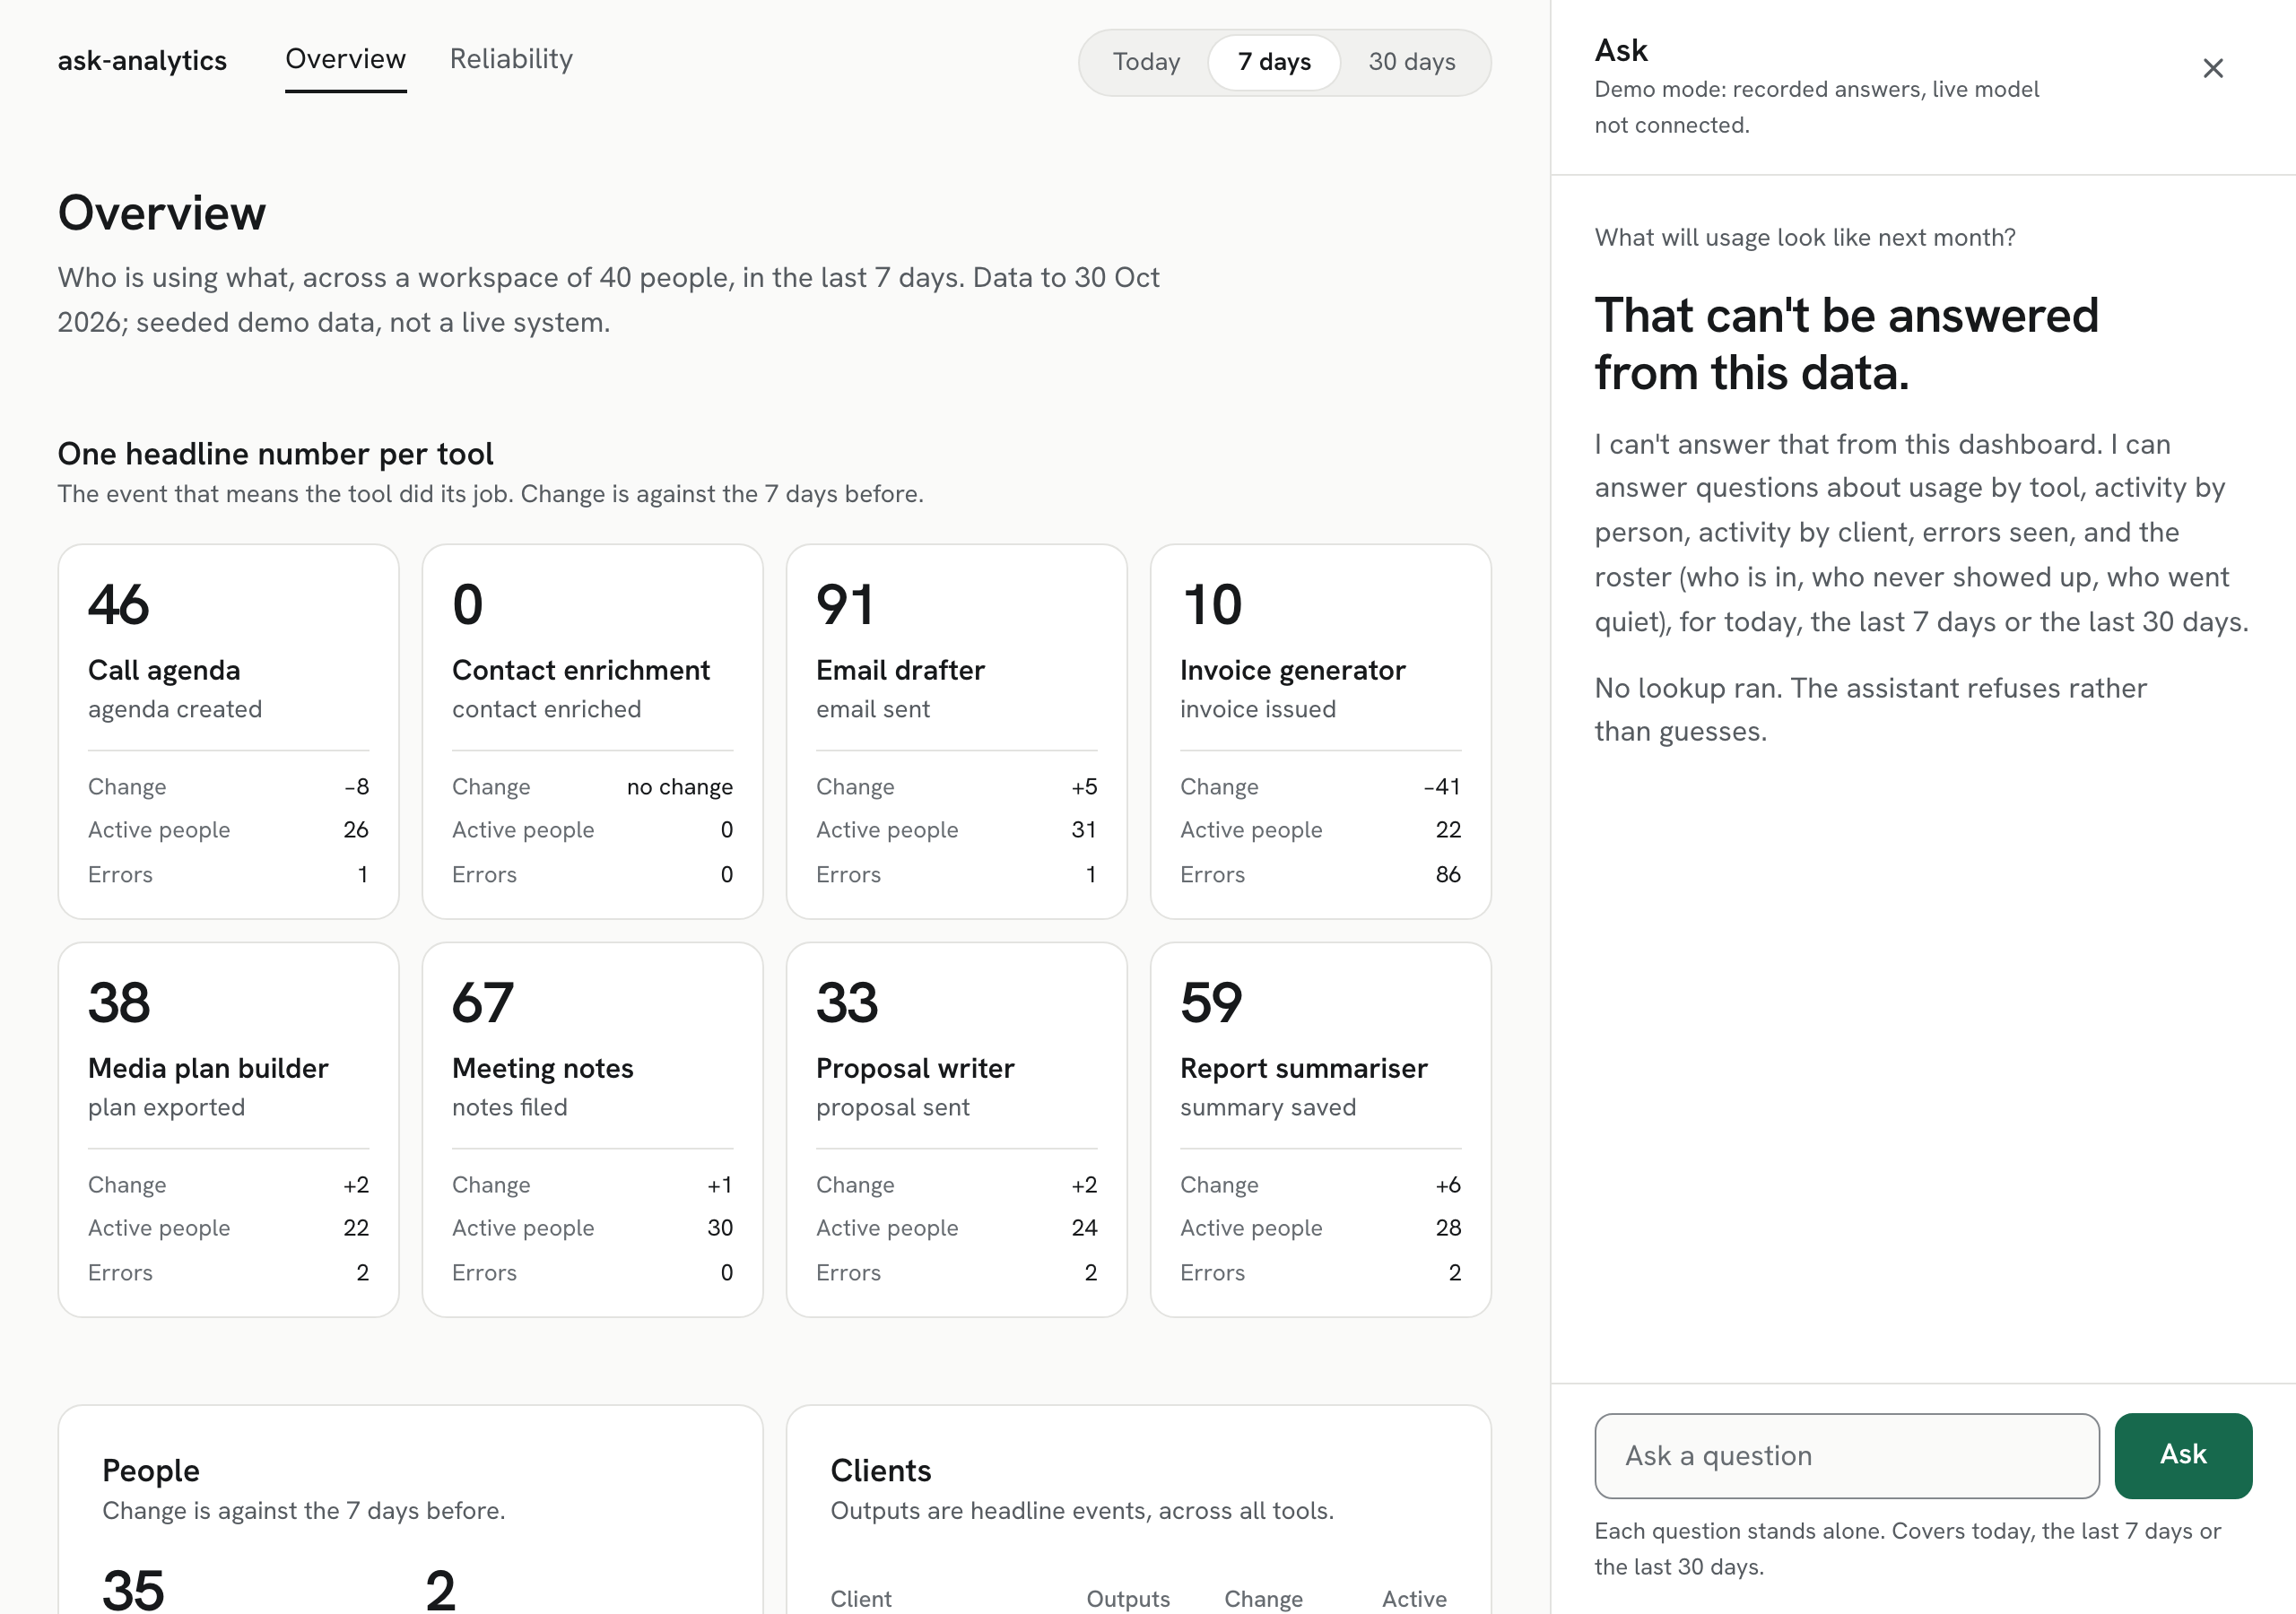 ask-analytics
Overview
Reliability
Today
7 days
30 days
Overview
Who is using what, across a workspace of 40 people, in the last 7 days. Data to 30 Oct
2026; seeded demo data, not a live system.
One headline number per tool
The event that means the tool did its job. Change is against the 7 days before.
46
Call agenda
agenda created
Change −8
Active people 26
Errors 1
0
Contact enrichment
contact enriched
Change no change
Active people 0
Errors 0
91
Email drafter
email sent
Change +5
Active people 31
Errors 1
10
Invoice generator
invoice issued
Change −41
Active people 22
Errors 86
38
Media plan builder
plan exported
Change +2
Active people 22
Errors 2
67
Meeting notes
notes filed
Change +1
Active people 30
Errors 0
33
Proposal writer
proposal sent
Change +2
Active people 24
Errors 2
59
Report summariser
summary saved
Change +6
Active people 28
Errors 2
People
Change is against the 7 days before.
35
2
Clients
Outputs are headline events, across all tools.
Client Outputs Change Active
Ask
Demo mode: recorded answers, live model
not connected.
What will usage look like next month?
That can't be answered
from this data.
I can't answer that from this dashboard. I can
answer questions about usage by tool, activity by
person, activity by client, errors seen, and the
roster (who is in, who never showed up, who went
quiet), for today, the last 7 days or the last 30 days.
No lookup ran. The assistant refuses rather
than guesses.
Ask a question
Ask
Each question stands alone. Covers today, the last 7 days or
the last 30 days.